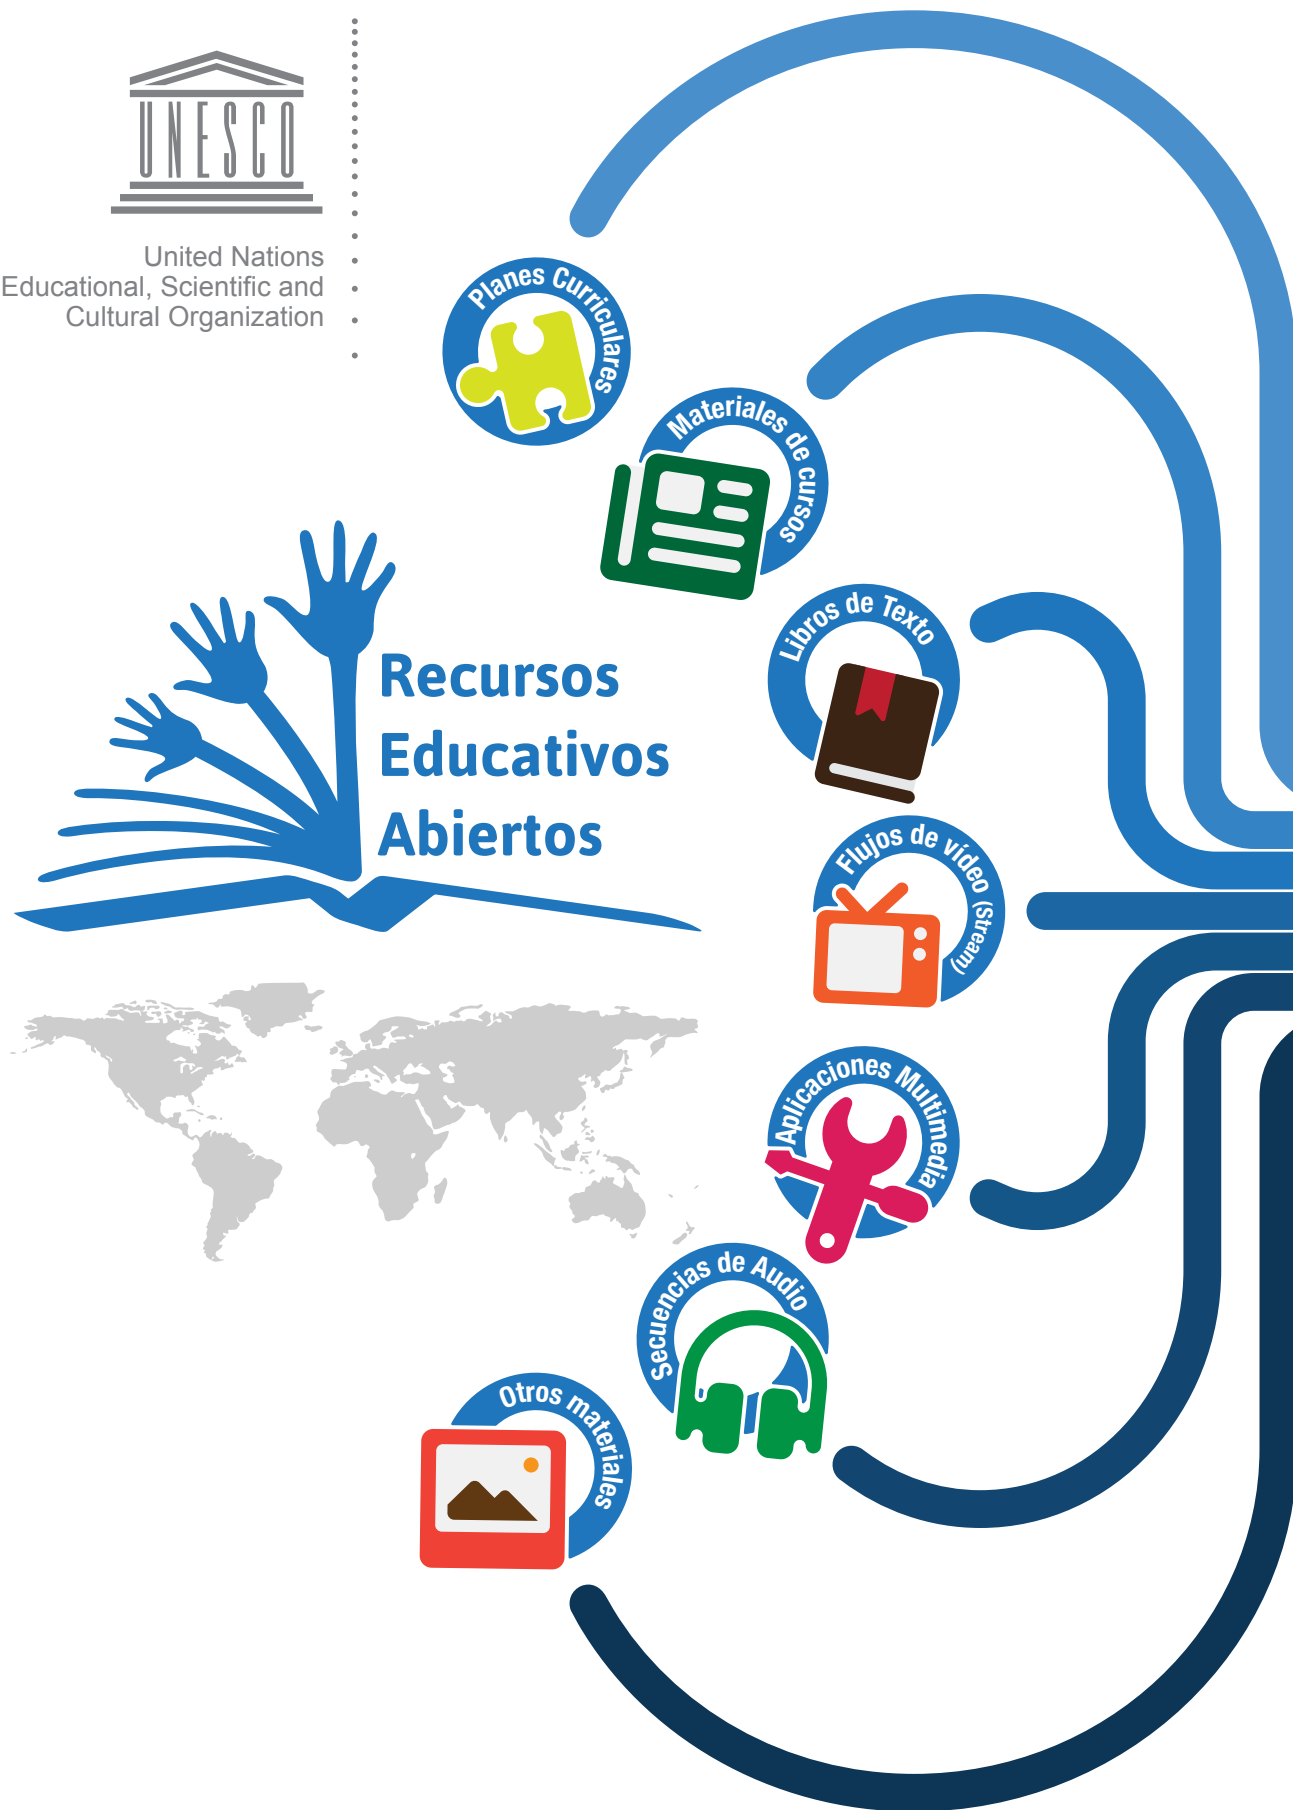 UNESCO
United Nations
Educational, Scientific and
Cultural Organization
Planes Curriculares
Materiales de cursos
Libros de Texto
Recursos
Educativos
Abiertos
Flujos de vídeo (Stream)
Aplicaciones Multimedia
Secuencias de Audio
Otros materiales